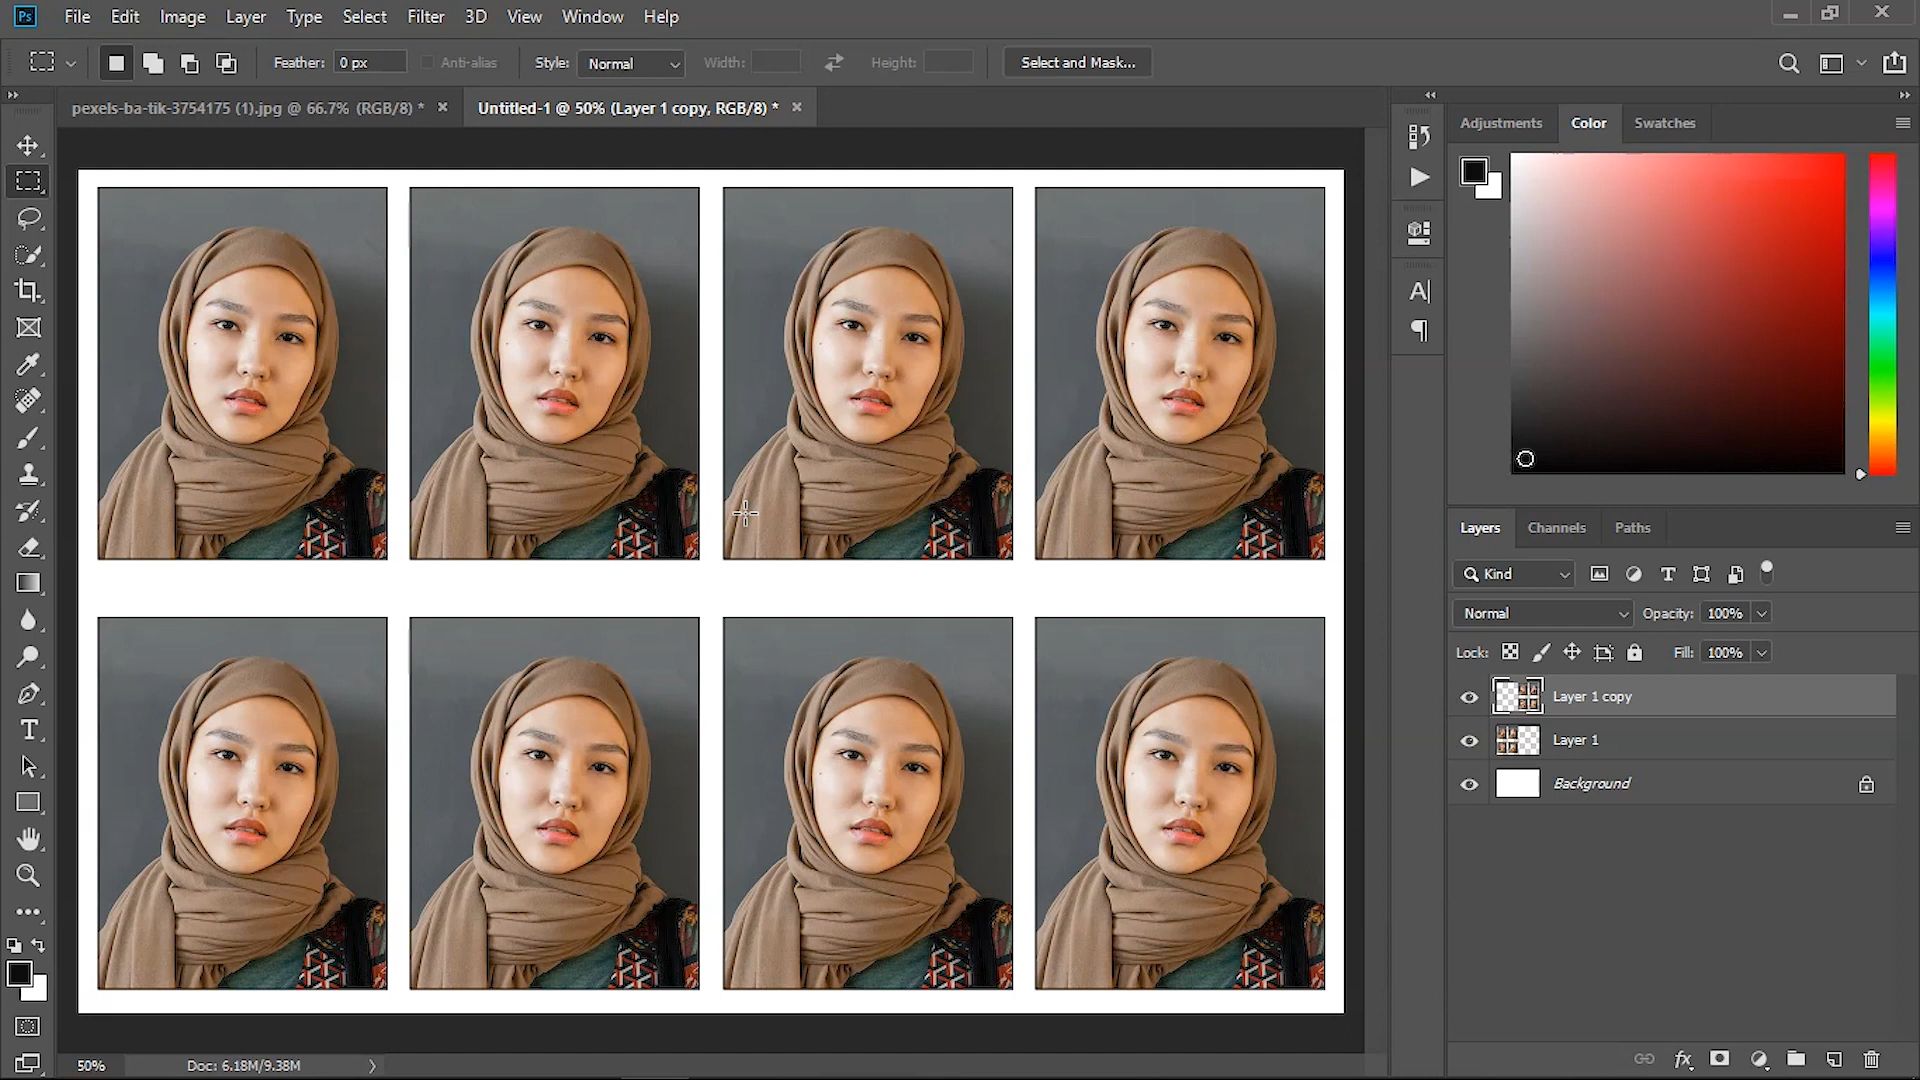 Ps File Edit Image Layer Type Select Filter 3D View Window Help
Feather: 0 px Anti-alias Style: Normal Width: Height: Select and Mask...
pexels-ba-tik-3754175 (1).jpg @ 66.7% (RGB/8) * Untitled-1 @ 50% (Layer 1 copy, RGB/8) *
Adjustments Color Swatches
Layers Channels Paths
Kind
Normal Opacity: 100%
Lock: Fill: 100%
Layer 1 copy
Layer 1
Background
50% Doc: 6.18M/9.38M